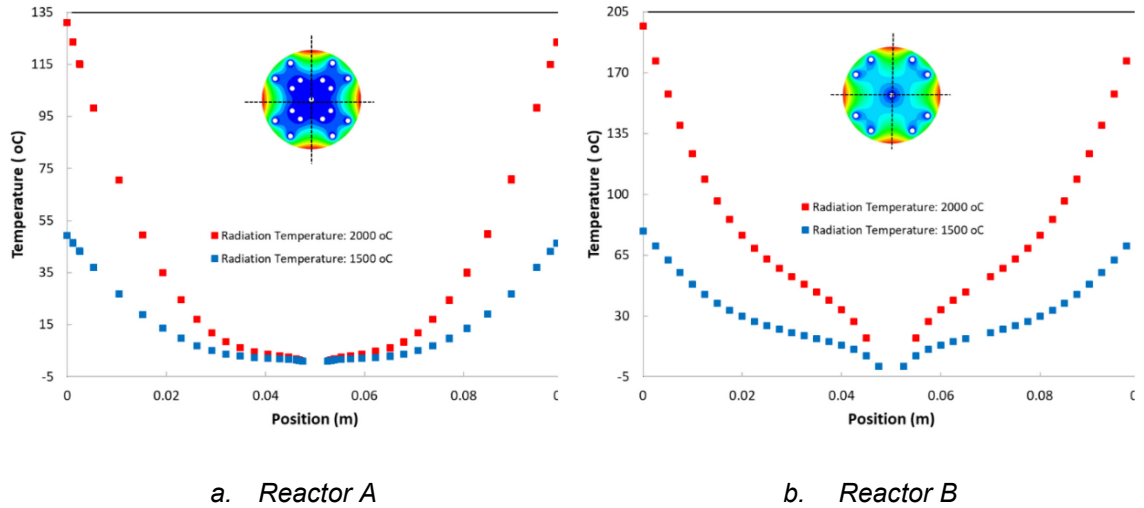 135
115
95
75
55
35
15
-5
Temperature ( oC)
Radiation Temperature: 2000 oC
Radiation Temperature: 1500 oC
0
0.02
0.04
0.06
0.08
Position (m)
a. Reactor A
205
170
135
100
65
30
-5
Temperature ( oC)
Radiation Temperature: 2000 oC
Radiation Temperature: 1500 oC
0
0.02
0.04
0.06
0.08
Position (m)
b. Reactor B